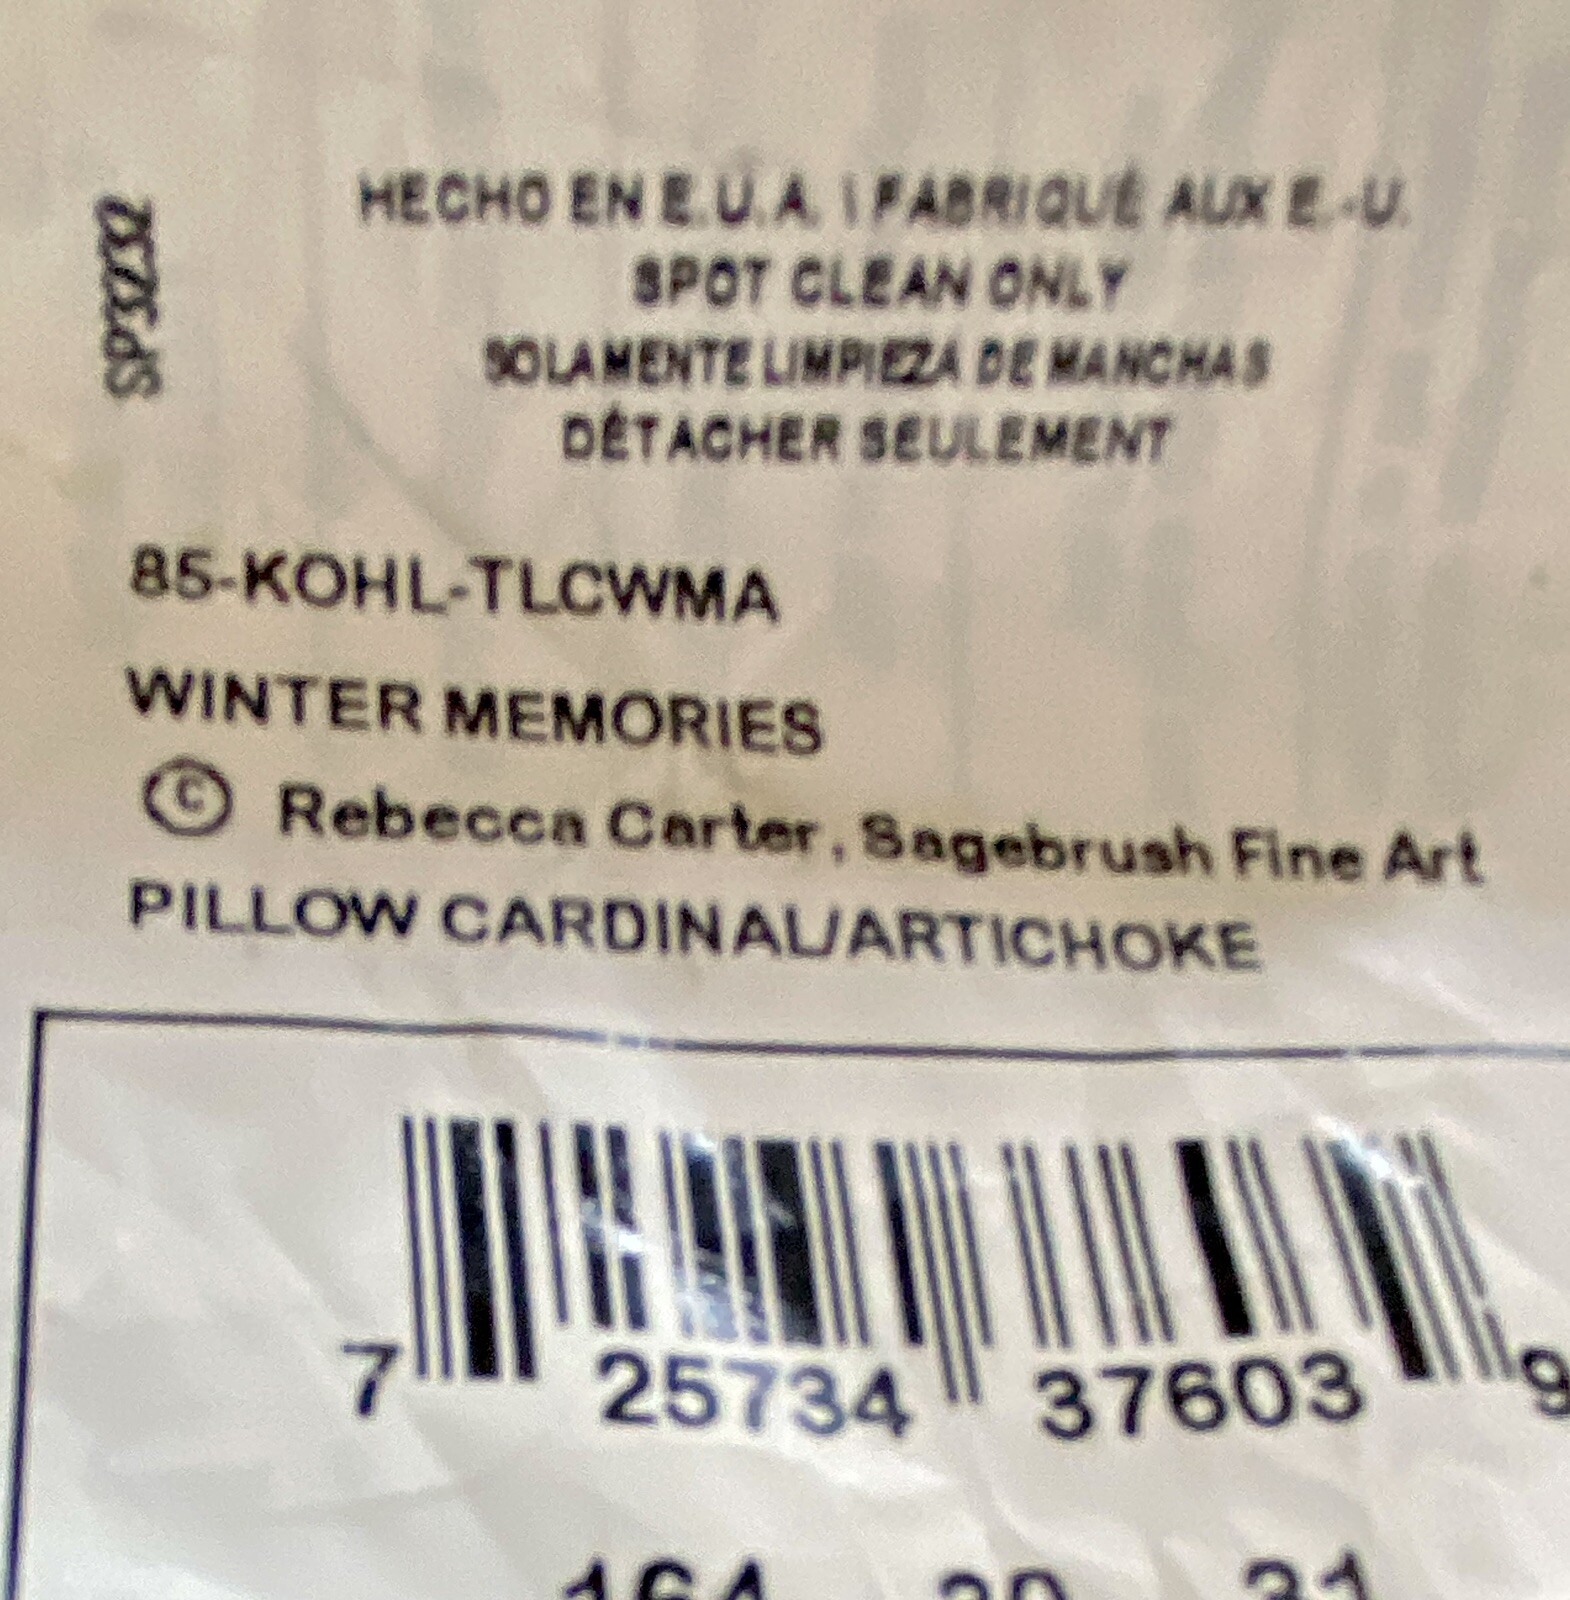 HECHO EN E.U.A. | FABRIQUÉ AUX E.-U.
SPOT CLEAN ONLY
SOLAMENTE LIMPIEZA DE MANCHAS
DÉTACHER SEULEMENT
SP3232
85-KOHL-TLCWMA
WINTER MEMORIES
© Rebecca Carter, Sagebrush Fine Art
PILLOW CARDINAL/ARTICHOKE
7 25734 37603 9